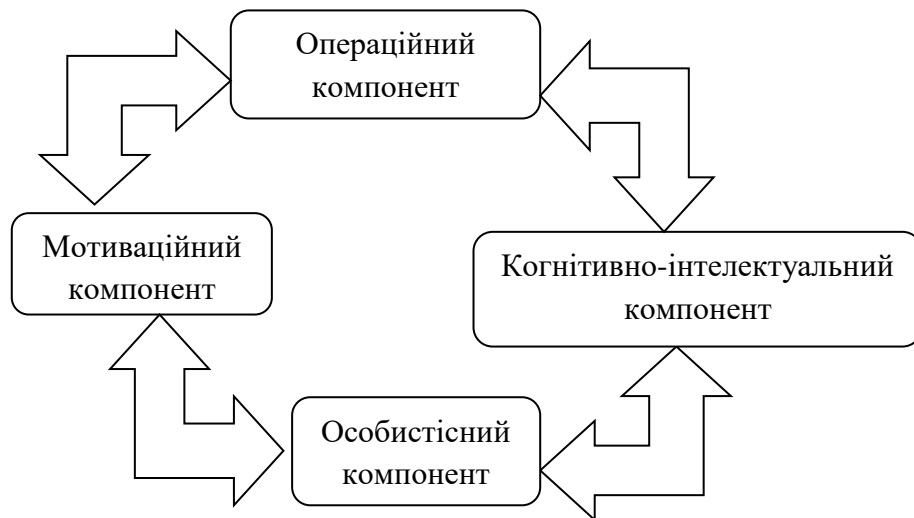 Операційний
компонент
Мотиваційний
компонент
Когнітивно-інтелектуальний
компонент
Особистісний
компонент